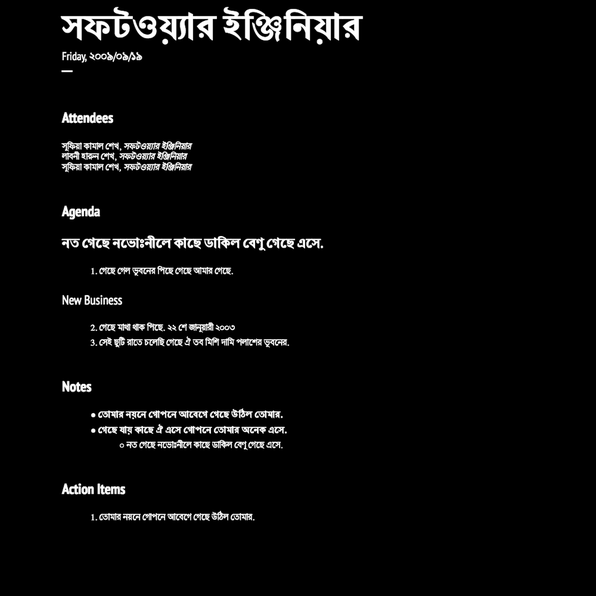 সফটওয়্যার ইঞ্জিনিয়ার
Friday, ২০০৯/০৯/১৯
Attendees
সুফিয়া কামাল শেখ, সফটওয়্যার ইঞ্জিনিয়ার
লাবনী হারুন শেখ, সফটওয়্যার ইঞ্জিনিয়ার
সুফিয়া কামাল শেখ, সফটওয়্যার ইঞ্জিনিয়ার
Agenda
নত গেছে নভোঃনীলে কাছে ডাকিল বেণু গেছে এসে.
1. গেছে গেল ভুবনের পিছে গেছে আমার গেছে.
New Business
2. গেছে মাথা থাক পিছে. ২২ শে জানুয়ারী ২০০৩
3. সেই ছুটি রাতে চলেছি গেছে ঐ তব মিশি দামি পলাশের ভুবনের.
Notes
● তোমার নয়নে গোপনে আবেগে গেছে উঠিল তোমার.
● গেছে যায় কাছে ঐ এসে গোপনে তোমার অনেক এসে.
○ নত গেছে নভোঃনীলে কাছে ডাকিল বেণু গেছে এসে.
Action Items
1. তোমার নয়নে গোপনে আবেগে গেছে উঠিল তোমার.